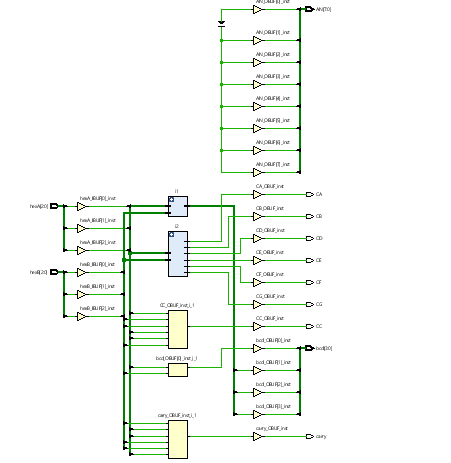 AN_OBUF[0]_inst
AN[7:0]
AN_OBUF[1]_inst
AN_OBUF[2]_inst
AN_OBUF[3]_inst
AN_OBUF[4]_inst
AN_OBUF[5]_inst
AN_OBUF[6]_inst
AN_OBUF[7]_inst
CA_OBUF_inst
CA
i1
hexA_IBUF[0]_inst
hexA[2:0]
CB_OBUF_inst
CB
hexA_IBUF[1]_inst
i2
CD_OBUF_inst
CD
hexA_IBUF[2]_inst
CE_OBUF_inst
CE
hexB_IBUF[0]_inst
hexB[2:0]
CF_OBUF_inst
CF
hexB_IBUF[1]_inst
CG_OBUF_inst
CG
hexB_IBUF[2]_inst
CC_OBUF_inst_i_1
CC_OBUF_inst
CC
bcd_OBUF[0]_inst
bcd[3:0]
bcd_OBUF[0]_inst_i_1
bcd_OBUF[1]_inst
bcd_OBUF[2]_inst
bcd_OBUF[3]_inst
carry_OBUF_inst_i_1
carry_OBUF_inst
carry